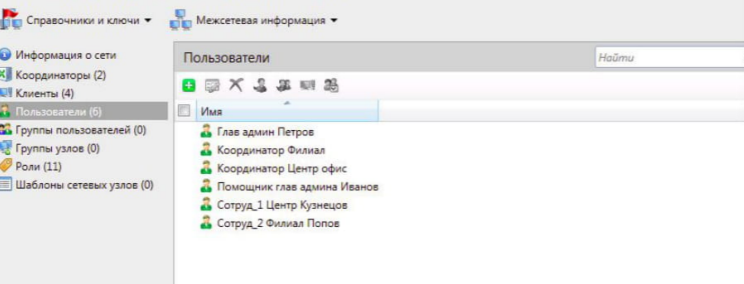 Справочники и ключи Межсетевая информация
Информация о сети
Координаторы (2)
Клиенты (4)
Пользователи (6)
Группы пользователей (0)
Группы узлов (0)
Роли (11)
Шаблоны сетевых узлов (0)
Пользователи Найти
Имя
Глав админ Петров
Координатор Филиал
Координатор Центр офис
Помощник глав админа Иванов
Сотруд_1 Центр Кузнецов
Сотруд_2 Филиал Попов